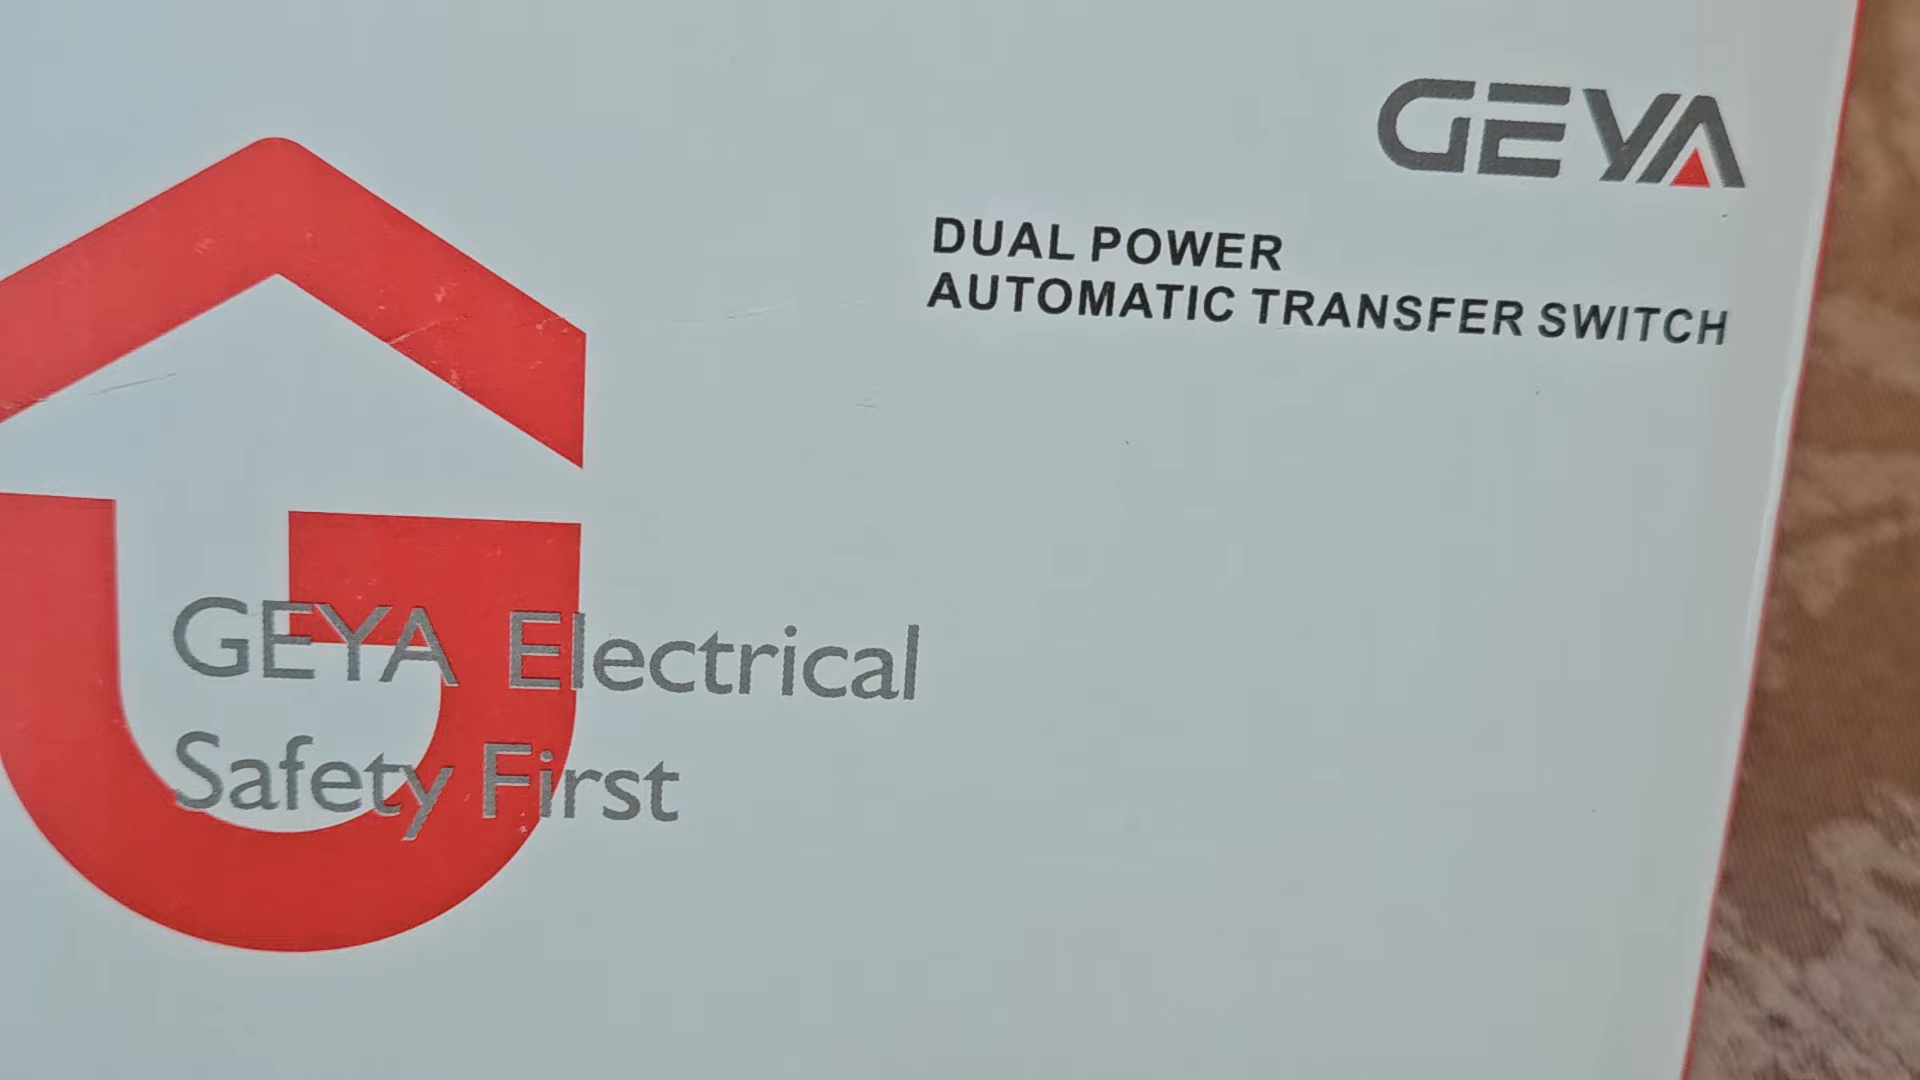 GEYA
DUAL POWER
AUTOMATIC TRANSFER SWITCH
GEYA Electrical
Safety First